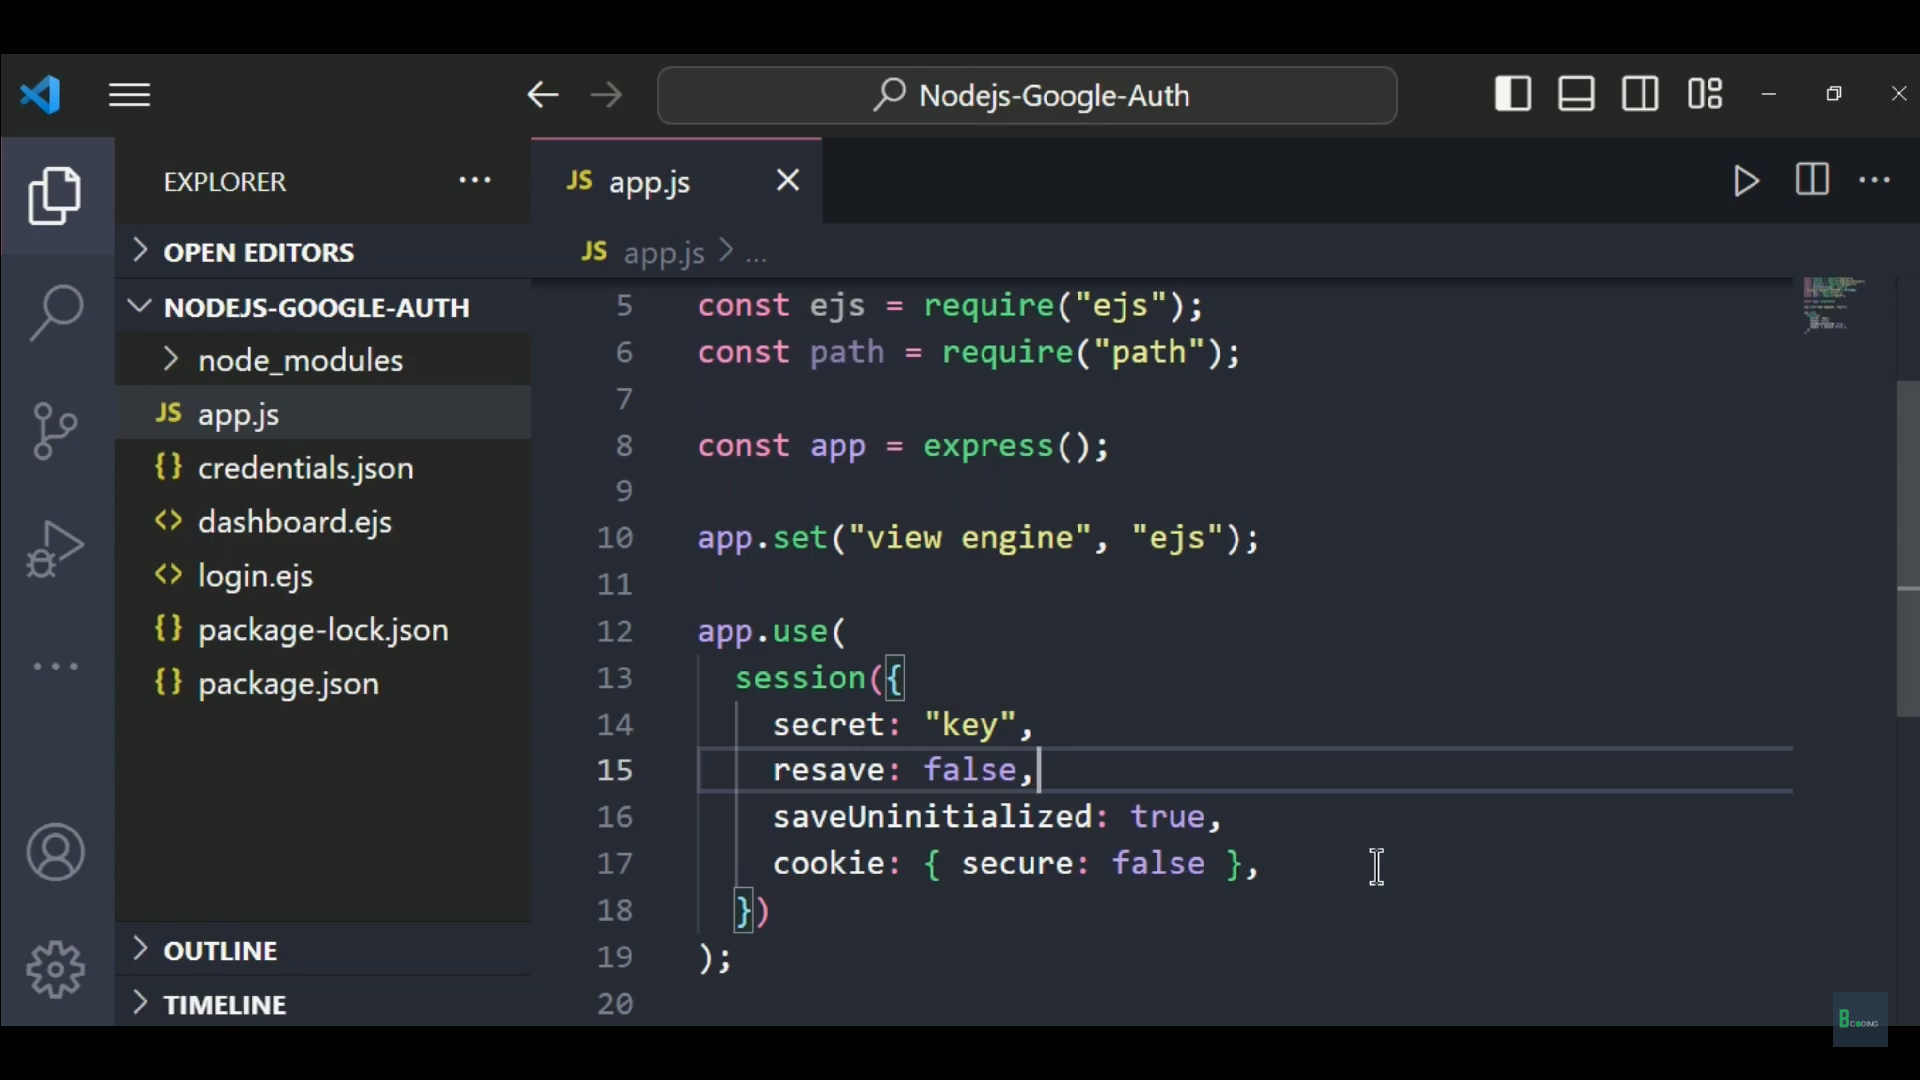 Nodejs-Google-Auth
EXPLORER
OPEN EDITORS
NODEJS-GOOGLE-AUTH
node_modules
JS app.js
{} credentials.json
<> dashboard.ejs
<> login.ejs
{} package-lock.json
{} package.json
OUTLINE
TIMELINE
JS app.js
JS app.js > ...
5 const ejs = require("ejs");
6 const path = require("path");
7
8 const app = express();
9
10 app.set("view engine", "ejs");
11
12 app.use(
13 session({
14 secret: "key",
15 resave: false,
16 saveUninitialized: true,
17 cookie: { secure: false },
18 })
19 );
20
BCODING